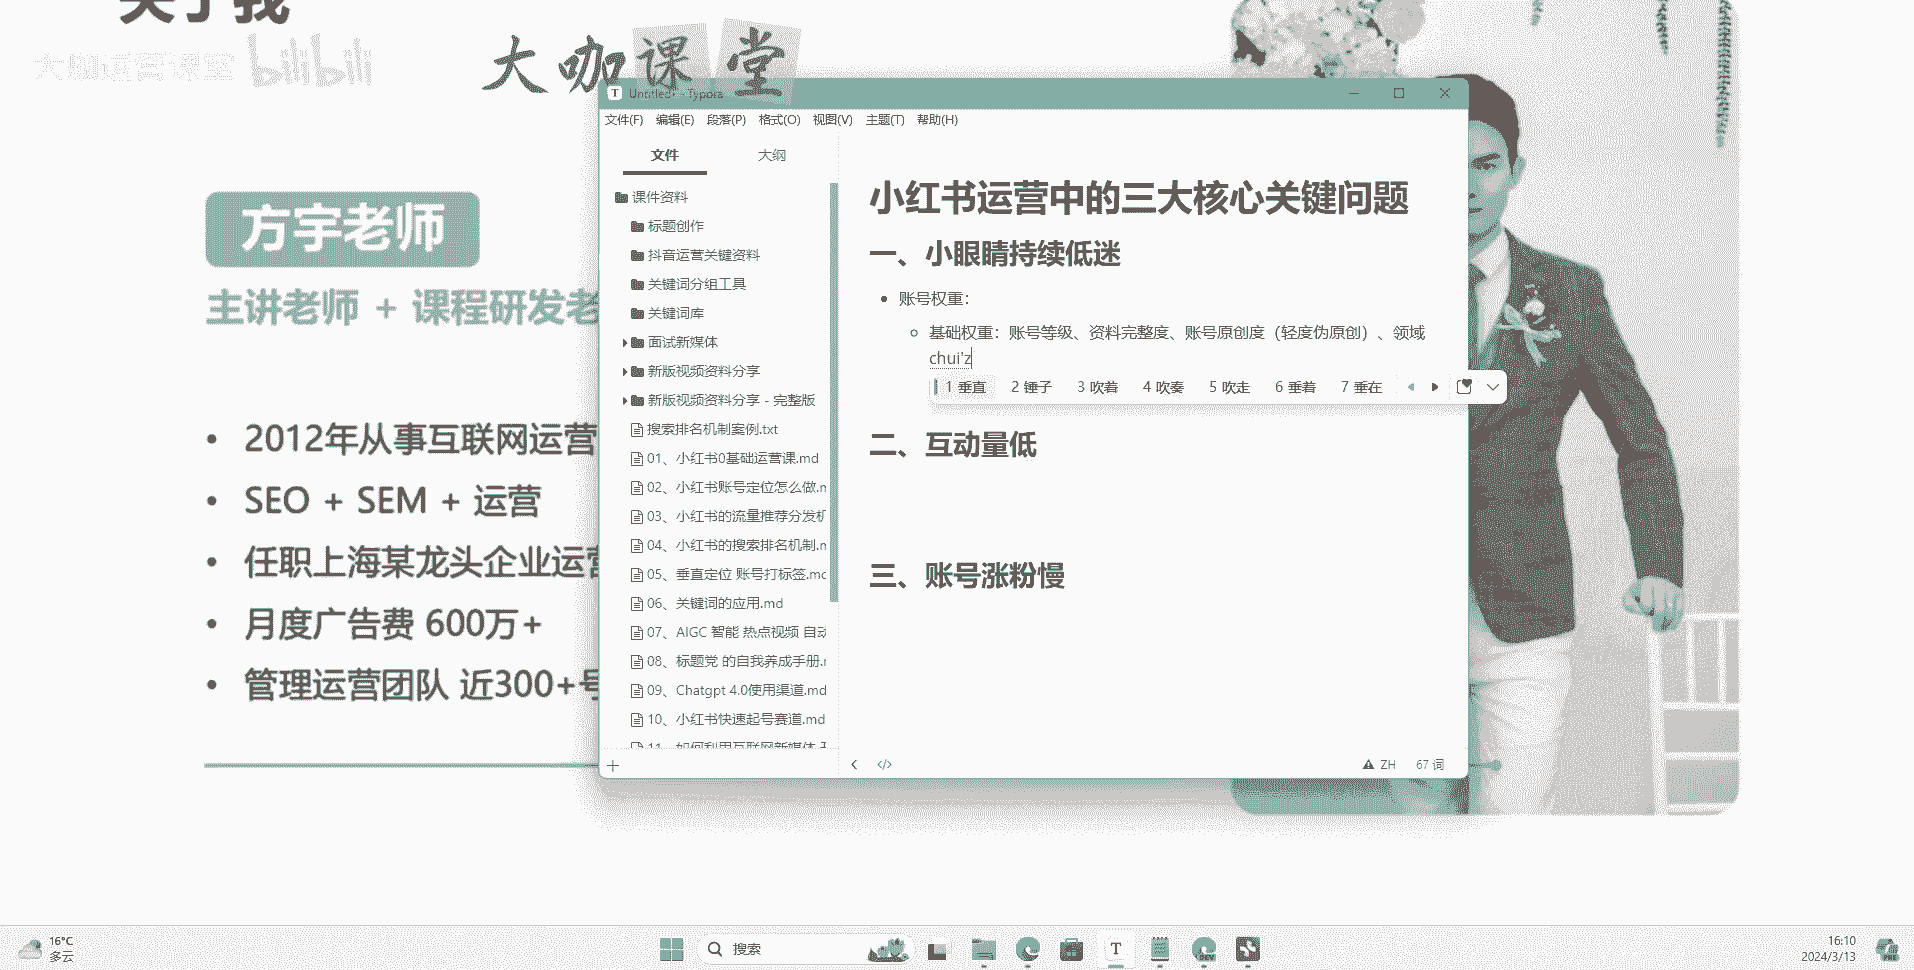 关于我
大咖运营课堂 bilibili
大咖课堂
方宇老师
主讲老师 + 课程研发老
2012年从事互联网运营
SEO + SEM + 运营
任职上海某龙头企业运营
月度广告费 600万+
管理运营团队 近300+号
Untitled• - Typora
文件(F) 编辑(E) 段落(P) 格式(O) 视图(V) 主题(T) 帮助(H)
文件 大纲
课件资料
标题创作
抖音运营关键资料
关键词分组工具
关键词库
面试新媒体
新版视频资料分享
新版视频资料分享 - 完整版
搜索排名机制案例.txt
01、小红书0基础运营课.md
02、小红书账号定位怎么做.m
03、小红书的流量推荐分发机
04、小红书的搜索排名机制.m
05、垂直定位 账号打标签.md
06、关键词的应用.md
07、AIGC 智能 热点视频 自动
08、标题党 的自我养成手册.m
09、Chatgpt 4.0使用渠道.md
10、小红书快速起号赛道.md
11、如何利用互联网新媒体
小红书运营中的三大核心关键问题
一、小眼睛持续低迷
账号权重：
基础权重：账号等级、资料完整度、账号原创度（轻度伪原创）、领域
chui'z
1 垂直 2 锤子 3 吹着 4 吹奏 5 吹走 6 垂着 7 垂在
二、互动量低
三、账号涨粉慢
ZH 67 词
16°C
多云
搜索
T
DEV
16:10
2024/3/13
PRE